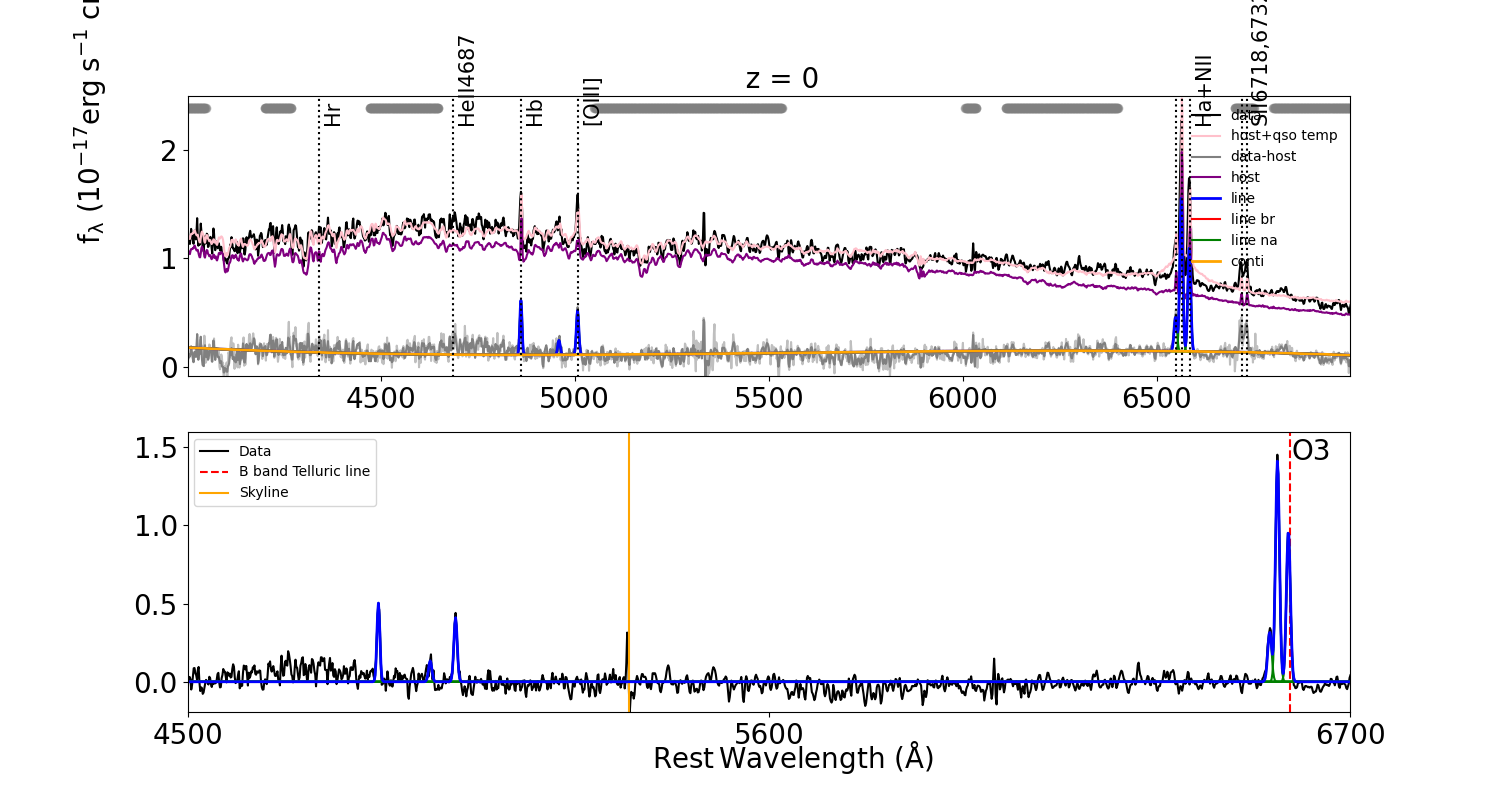 z = 0
f_λ (10^−17 erg s^−1
Hr
HeII4687
Hb
[OIII]
Ha+NII
SII6718,673
data
host+qso temp
data-host
host
line
line br
line na
conti
2
1
0
4500 5000 5500 6000 6500
Data
B band Telluric line
Skyline
O3
1.5
1.0
0.5
0.0
4500 5600 6700
Rest Wavelength (Å)